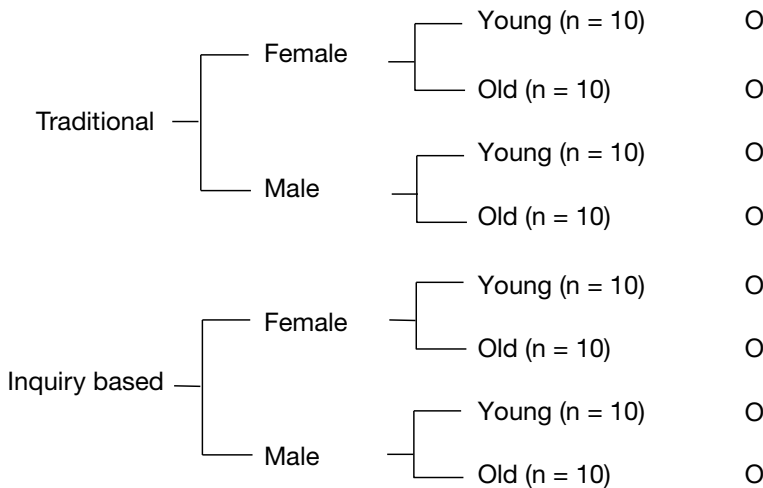 Young (n = 10) O
Female
Old (n = 10) O
Traditional
Young (n = 10) O
Male
Old (n = 10) O
Young (n = 10) O
Female
Old (n = 10) O
Inquiry based
Young (n = 10) O
Male
Old (n = 10) O